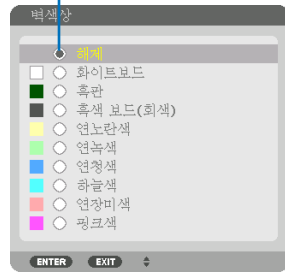 벽색상
해제
화이트보드
흑판
흑색 보드(회색)
연노란색
연녹색
연청색
하늘색
연장미색
핑크색
ENTER EXIT